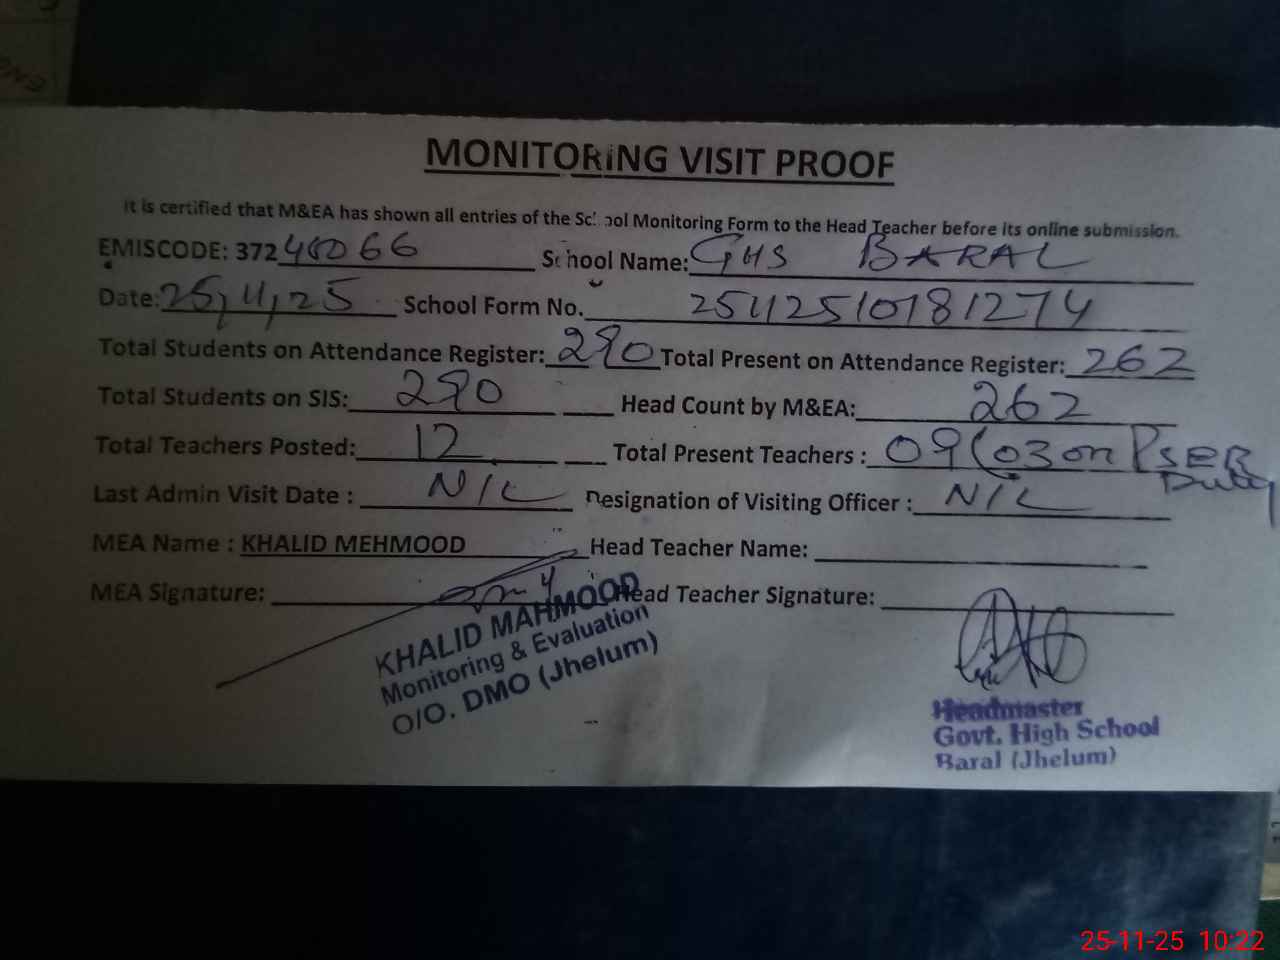 MONITORING VISIT PROOF
It is certified that M&EA has shown all entries of the School Monitoring Form to the Head Teacher before its online submission.
EMISCODE: 37240066 School Name: GHS BARAL
Date: 25,11,25 School Form No. 2511251018 1274
Total Students on Attendance Register: 290 Total Present on Attendance Register: 262
Total Students on SIS: 290 Head Count by M&EA: 262
Total Teachers Posted: 12 Total Present Teachers : 09 (03 on PSER Duty
Last Admin Visit Date : NIL Designation of Visiting Officer : NIL
MEA Name : KHALID MEHMOOD Head Teacher Name:
MEA Signature: Head Teacher Signature:
KHALID MAHMOOD
Monitoring & Evaluation
O/O. DMO (Jhelum)
Headmaster
Govt. High School
Baral (Jhelum)
25-11-25 10:22